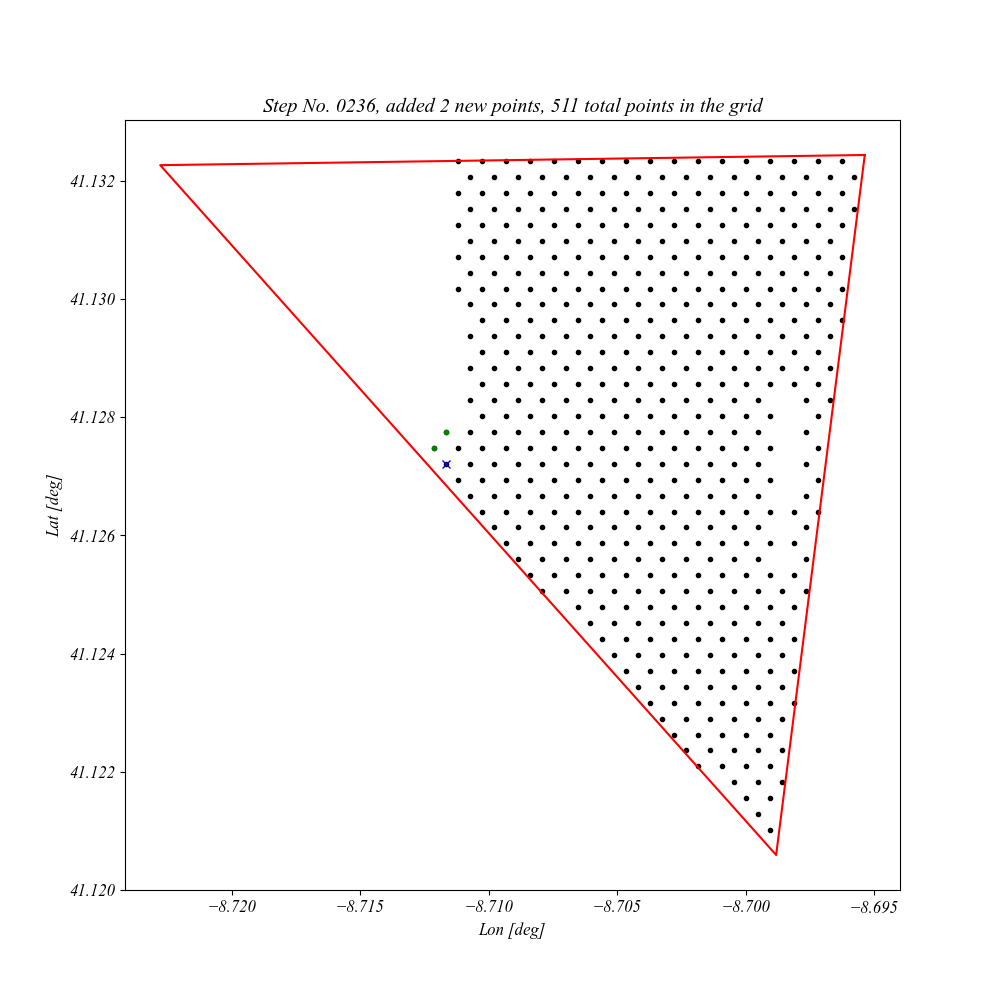 Step No. 0236, added 2 new points, 511 total points in the grid
41.132
41.130
41.128
41.126
41.124
41.122
41.120
Lat [deg]
−8.720 −8.715 −8.710 −8.705 −8.700 −8.695
Lon [deg]